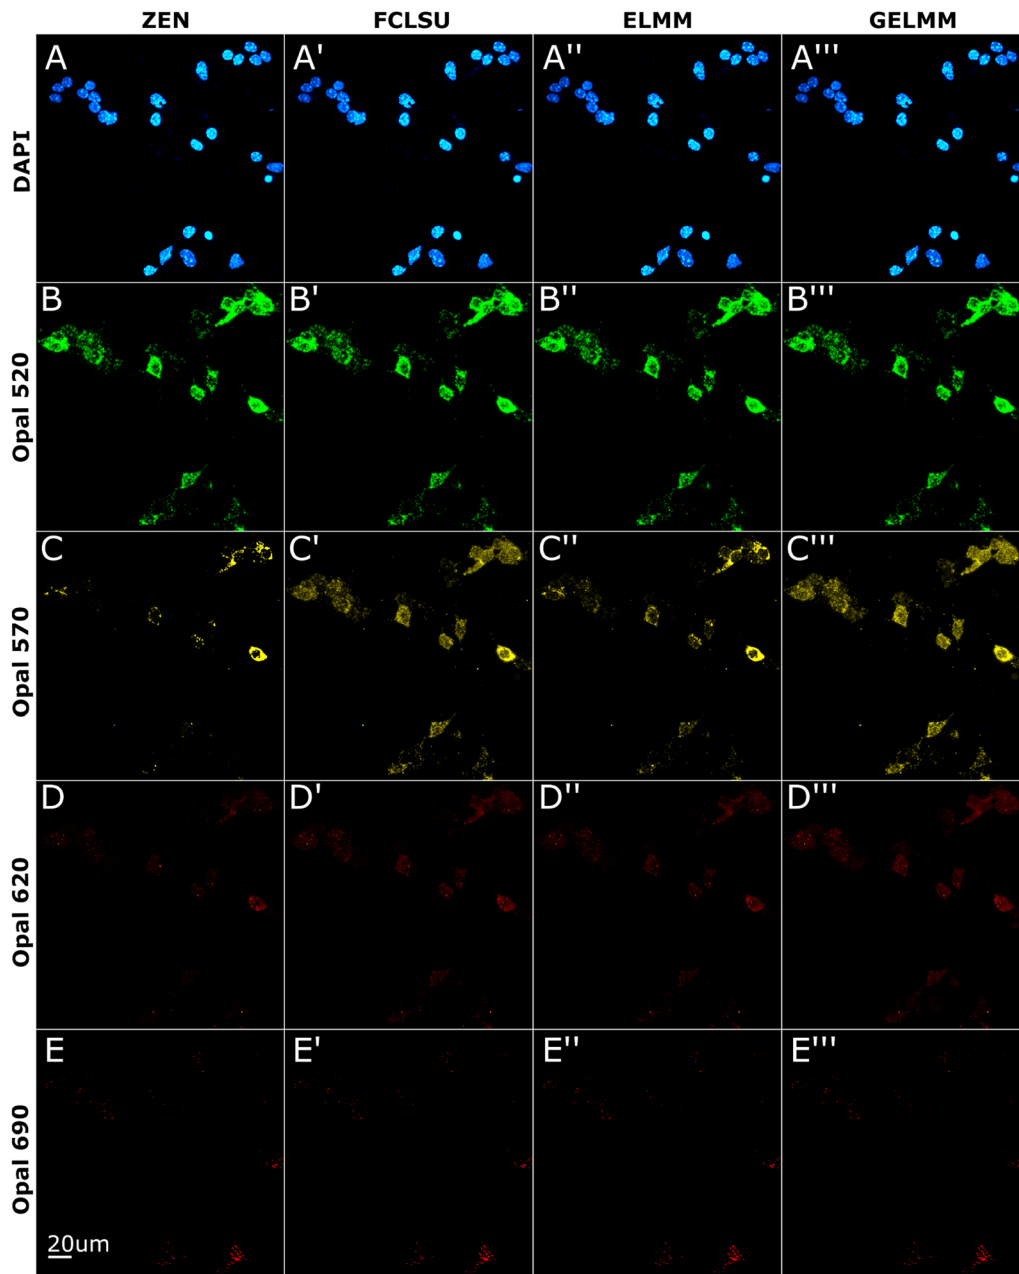 ZEN FCLSU ELMM GELMM
DAPI
A A' A'' A'''
Opal 520
B B' B'' B'''
Opal 570
C C' C'' C'''
Opal 620
D D' D'' D'''
Opal 690
E E' E'' E'''
20um